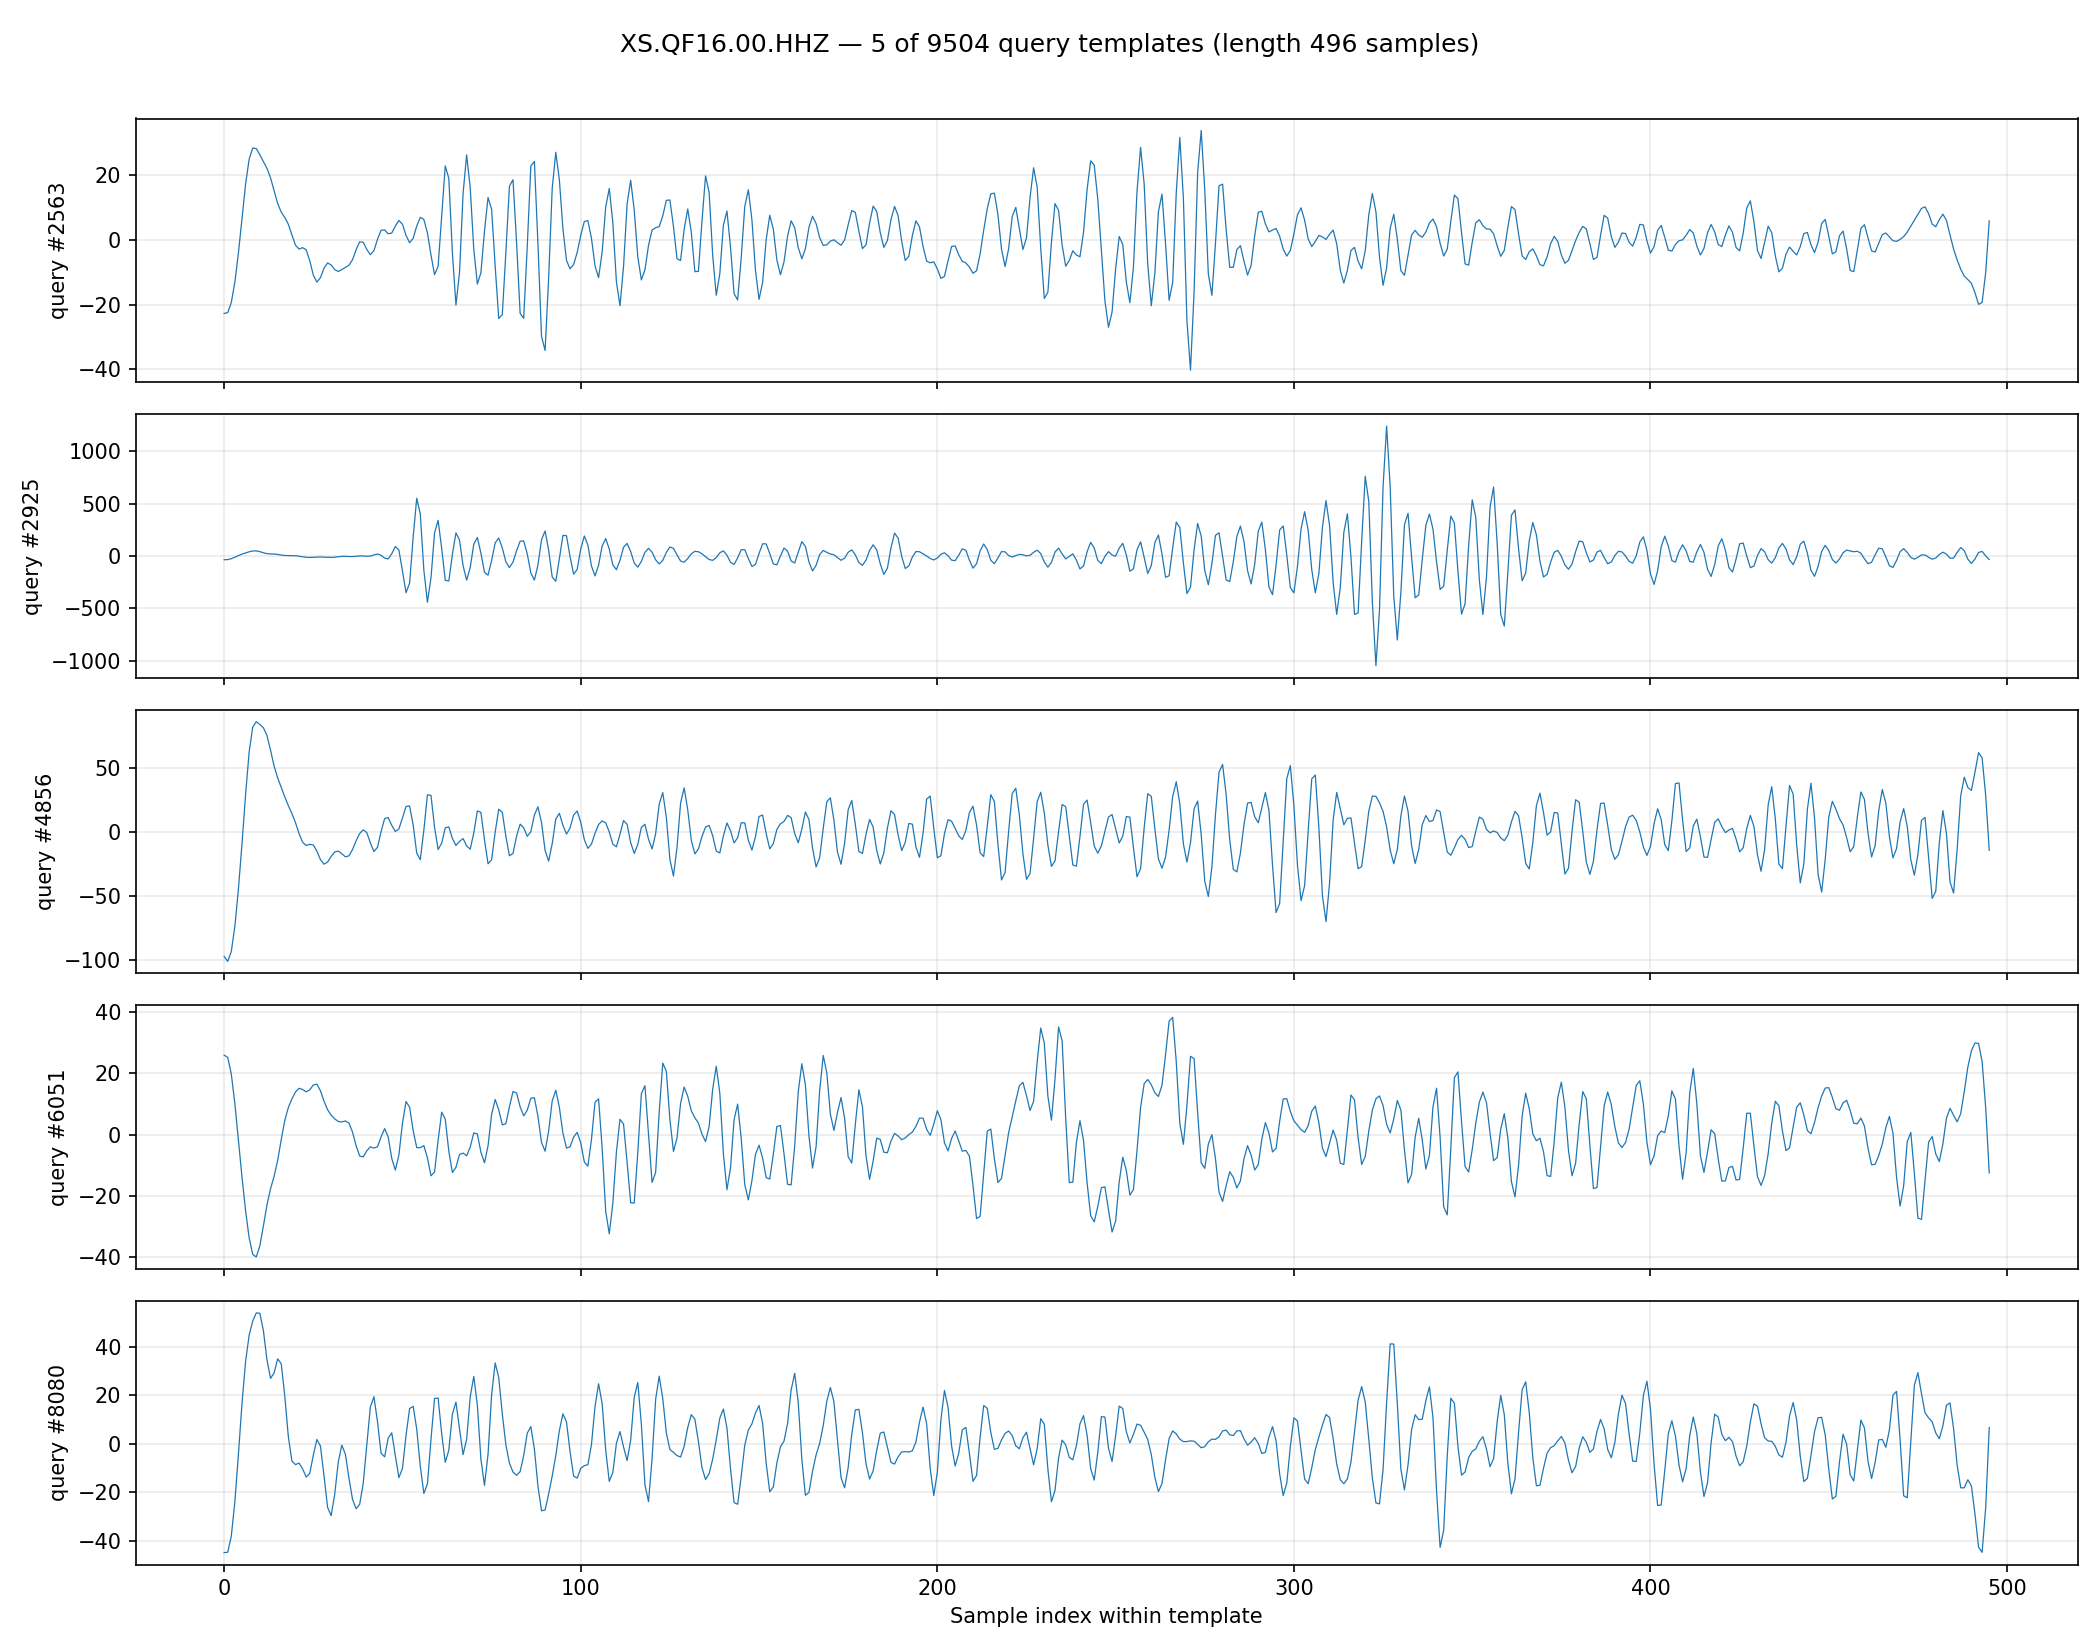 XS.QF16.00.HHZ — 5 of 9504 query templates (length 496 samples)
query #2563
20
0
−20
−40
query #2925
1000
500
0
−500
−1000
query #4856
50
0
−50
−100
query #6051
40
20
0
−20
−40
query #8080
40
20
0
−20
−40
0 100 200 300 400 500
Sample index within template